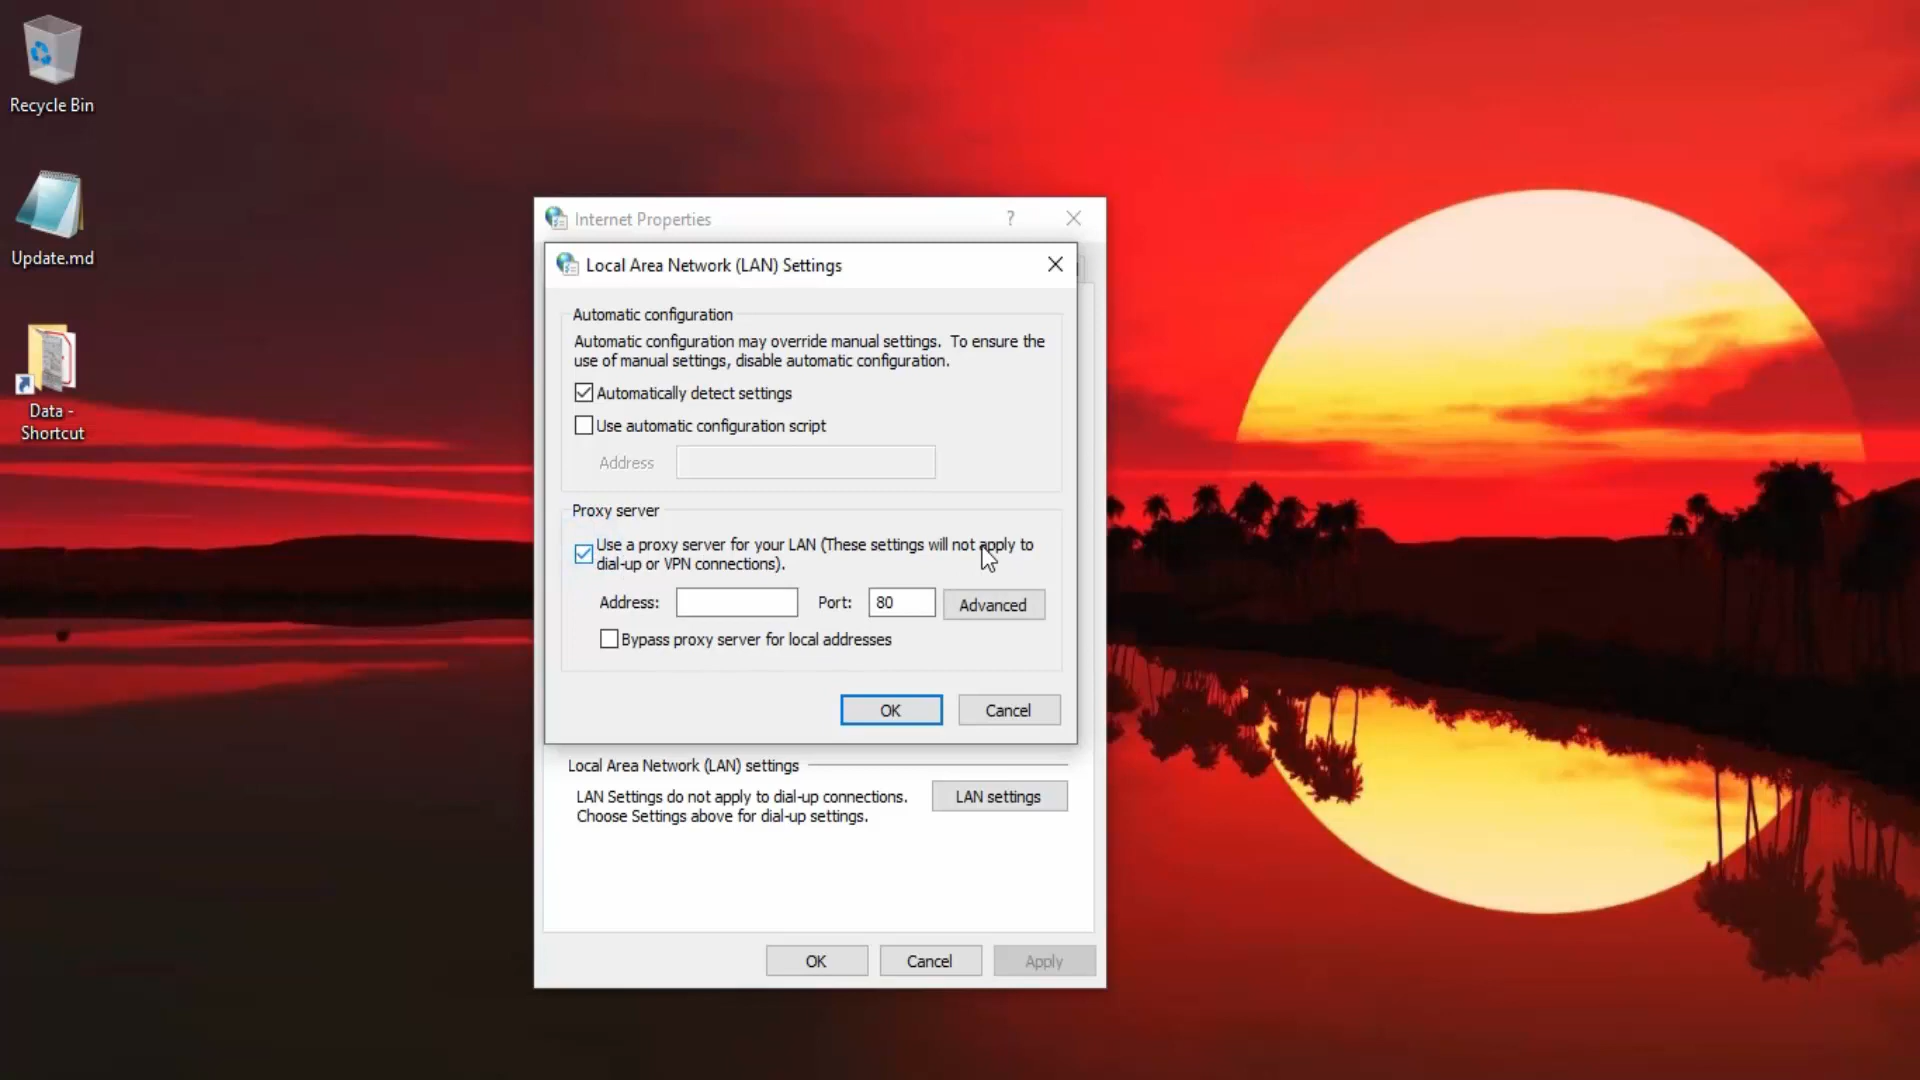 Recycle Bin
Update.md
Data -
Shortcut
Internet Properties
?
Local Area Network (LAN) Settings
Automatic configuration
Automatic configuration may override manual settings. To ensure the
use of manual settings, disable automatic configuration.
Automatically detect settings
Use automatic configuration script
Address
Proxy server
Use a proxy server for your LAN (These settings will not apply to
dial-up or VPN connections).
Address: Port: 80 Advanced
Bypass proxy server for local addresses
OK Cancel
Local Area Network (LAN) settings
LAN Settings do not apply to dial-up connections.
Choose Settings above for dial-up settings.
LAN settings
OK Cancel Apply